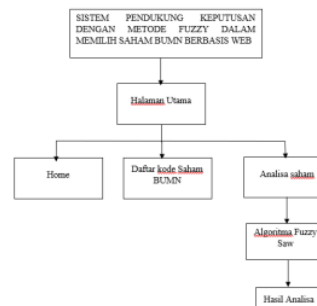 SISTEM PENDUKUNG KEPUTUSAN
DENGAN METODE FUZZY DALAM
MEMILIH SAHAM BUMN BERBASIS WEB
Halaman Utama
Home
Daftar kode Saham
BUMN
Analisa saham
Algoritma Fuzzy
Saw
Hasil Analisa